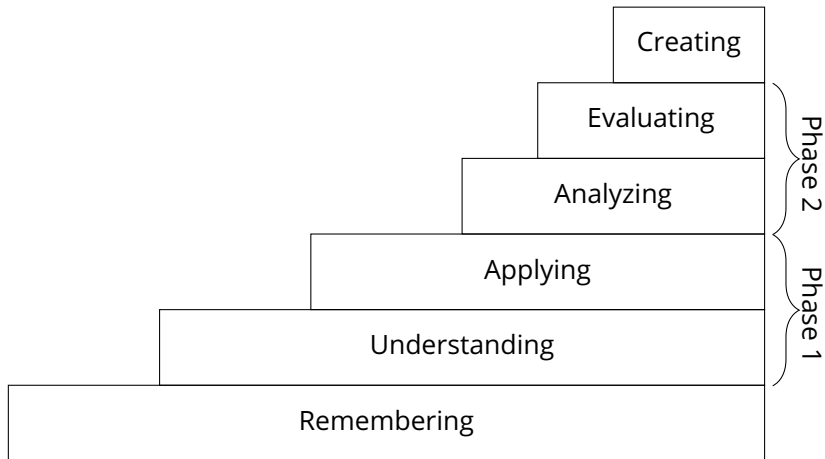 Creating
Evaluating
Analyzing
Phase 2
Applying
Understanding
Phase 1
Remembering